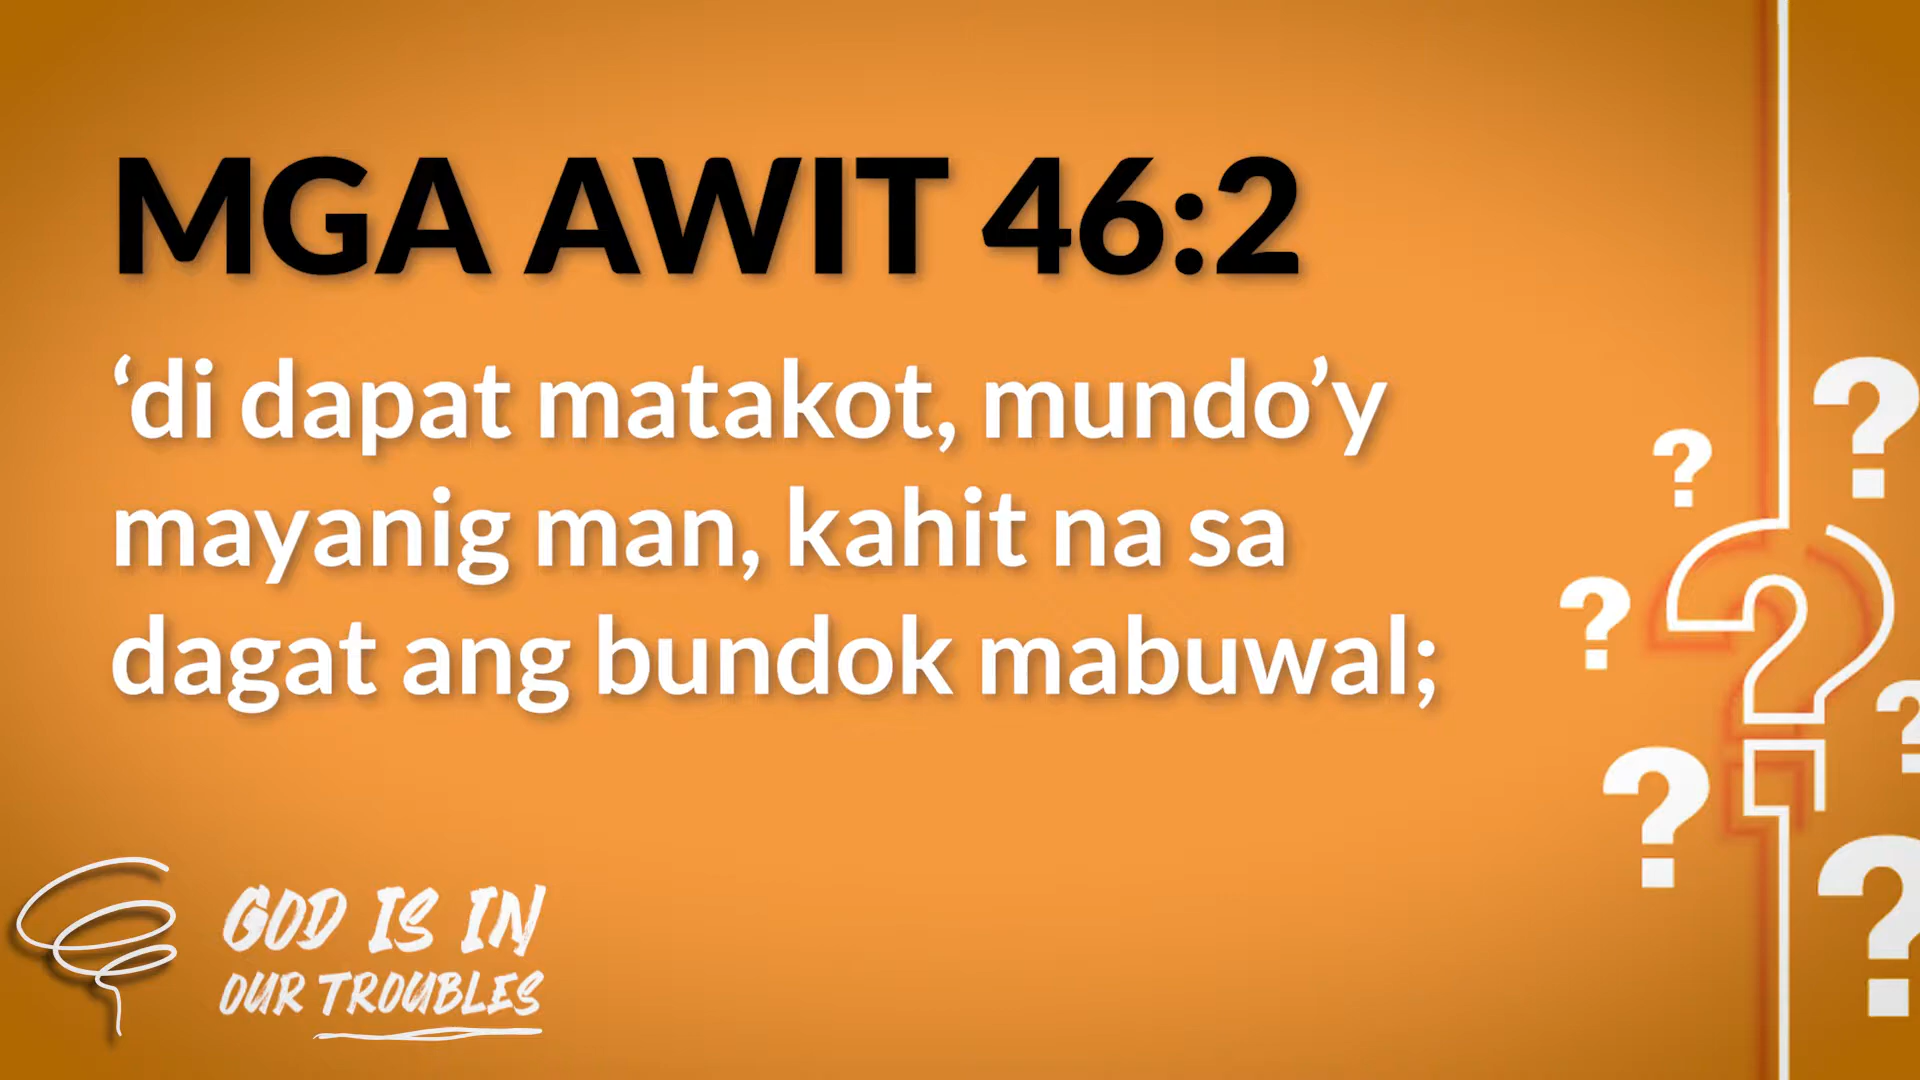 MGA AWIT 46:2
‘di dapat matakot, mundo’y
mayanig man, kahit na sa
dagat ang bundok mabuwal;
GOD IS IN
OUR TROUBLES
?
?
?
?
?
?
?